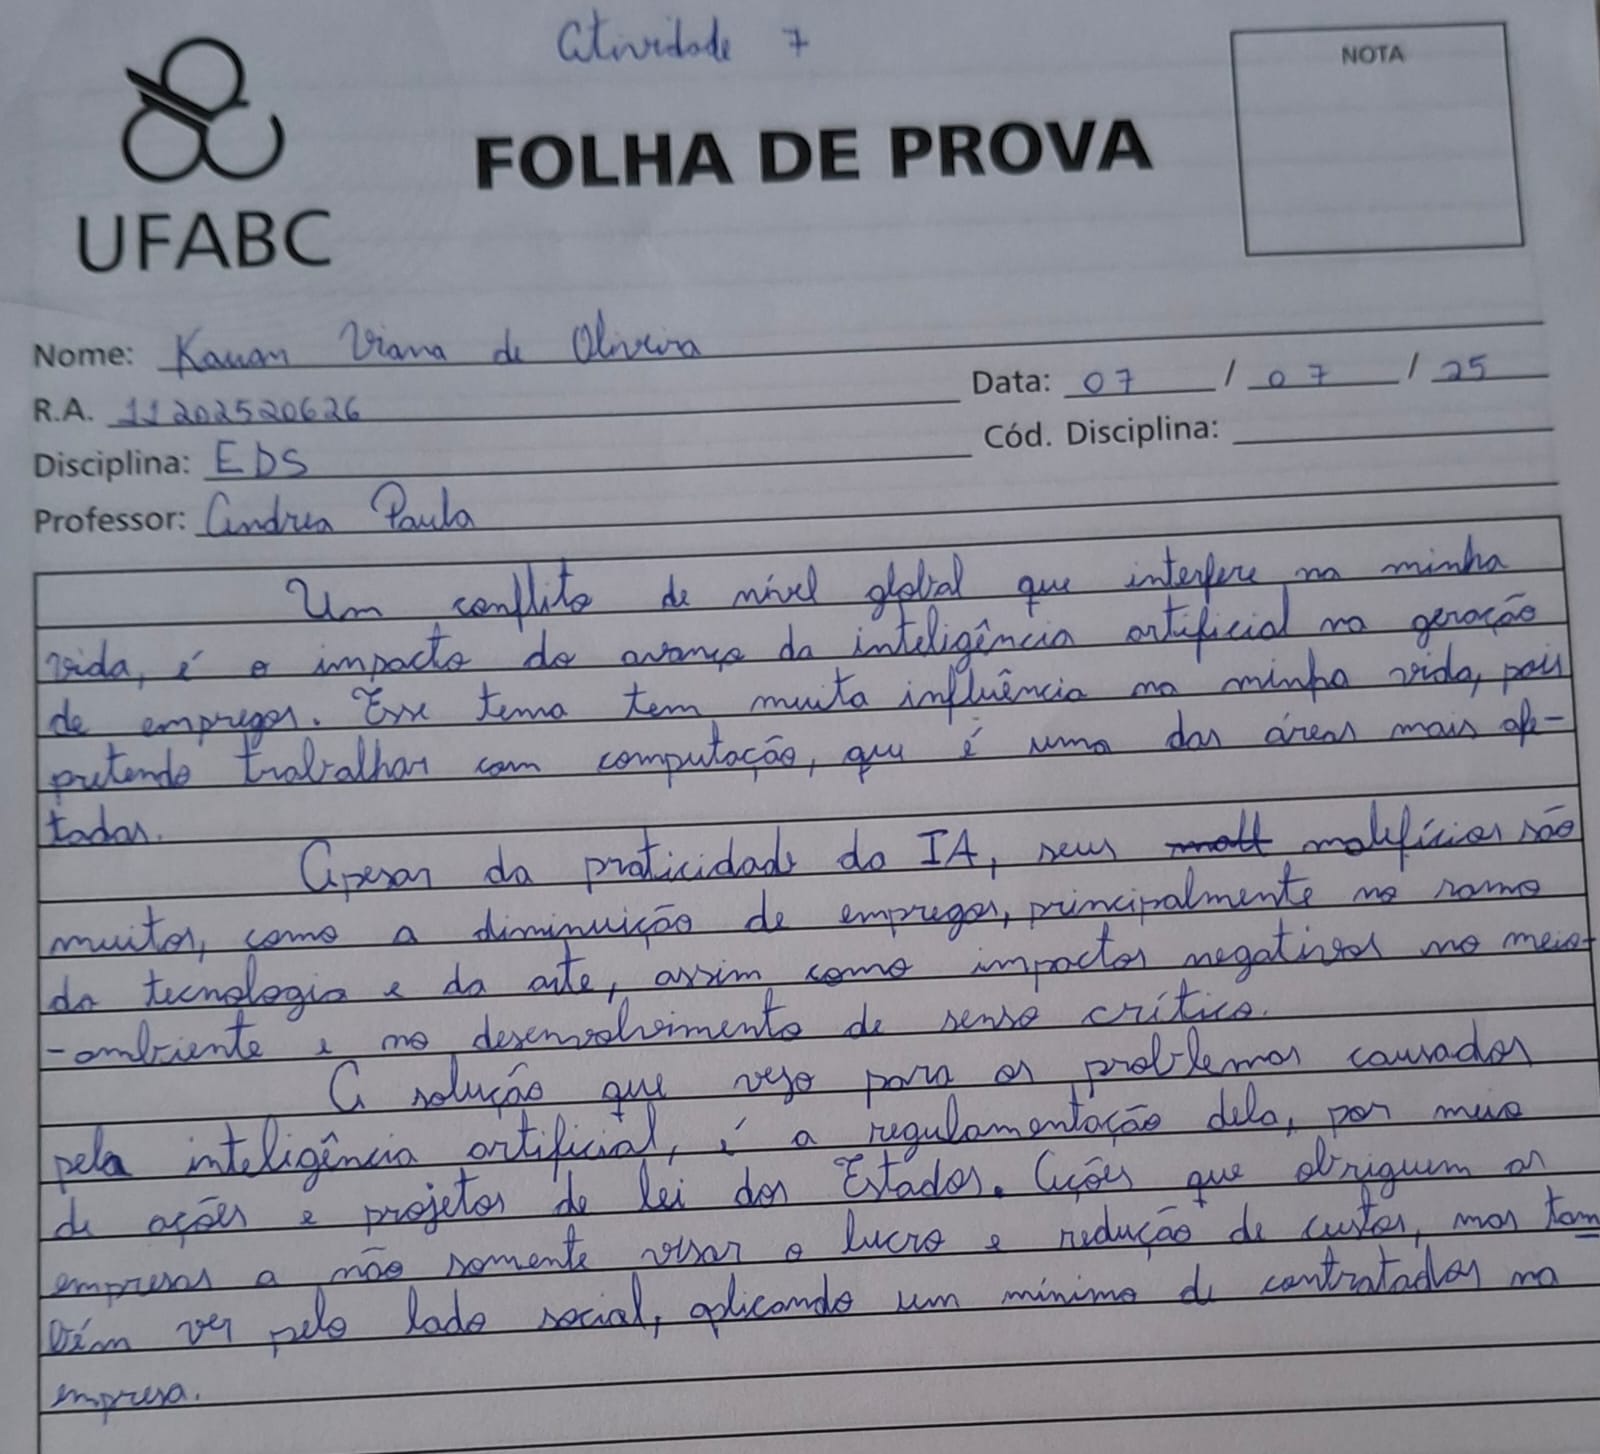 Atividade 7
NOTA
FOLHA DE PROVA
UFABC
Nome: Kauan Viana de Oliveira
Data: 07 / 07 / 25
R.A. 11202520626
Cód. Disciplina:
Disciplina: EDS
Professor: Andrea Paula
Um conflito de nível global que interfere na minha
vida, é o impacto do avanço da inteligência artificial na geração
de empregos. Esse tema tem muita influência na minha vida, pois
pretendo trabalhar com computação, que é uma das áreas mais afe-
tadas.
Apesar da praticidade da IA, seus malefícios são
muitos, como a diminuição de empregos, principalmente no ramo
da tecnologia e da arte, assim como impactos negativos no meio-
-ambiente e no desenvolvimento de senso crítico.
A solução que vejo para os problemas causados
pela inteligência artificial, é a regulamentação dela, por meio
de ações e projetos de lei dos Estados. Ações que obriguem as
empresas a não somente visar o lucro e redução de custos, mas tam
bém ver pelo lado social, aplicando um mínimo de contratados na
empresa.